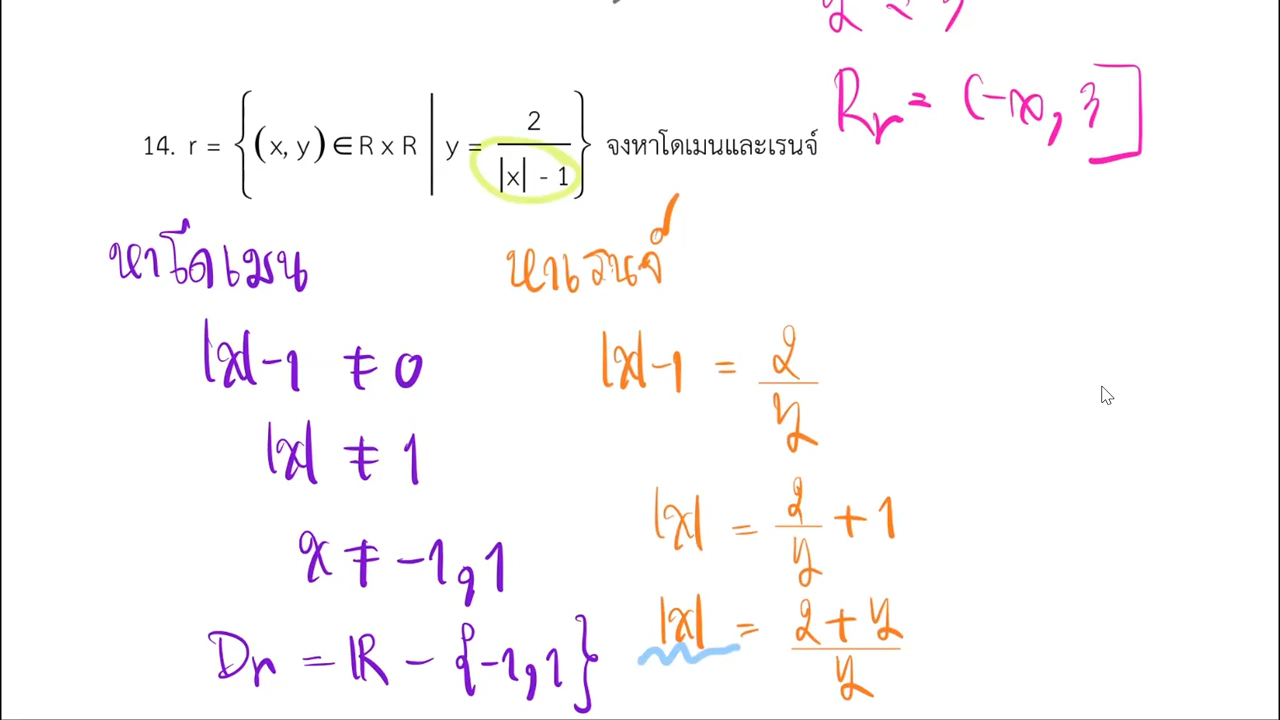 R_r = (-∞, 3]
14. r = {(x, y) ∈ R x R | y = 2 / (|x| - 1)} จงหาโดเมนและเรนจ์
หาโดเมน
|x| - 1 ≠ 0
|x| ≠ 1
x ≠ -1, 1
D_r = R - {-1, 1}
หาเรนจ์
|x| - 1 = 2/y
|x| = 2/y + 1
|x| = (2 + y)/y